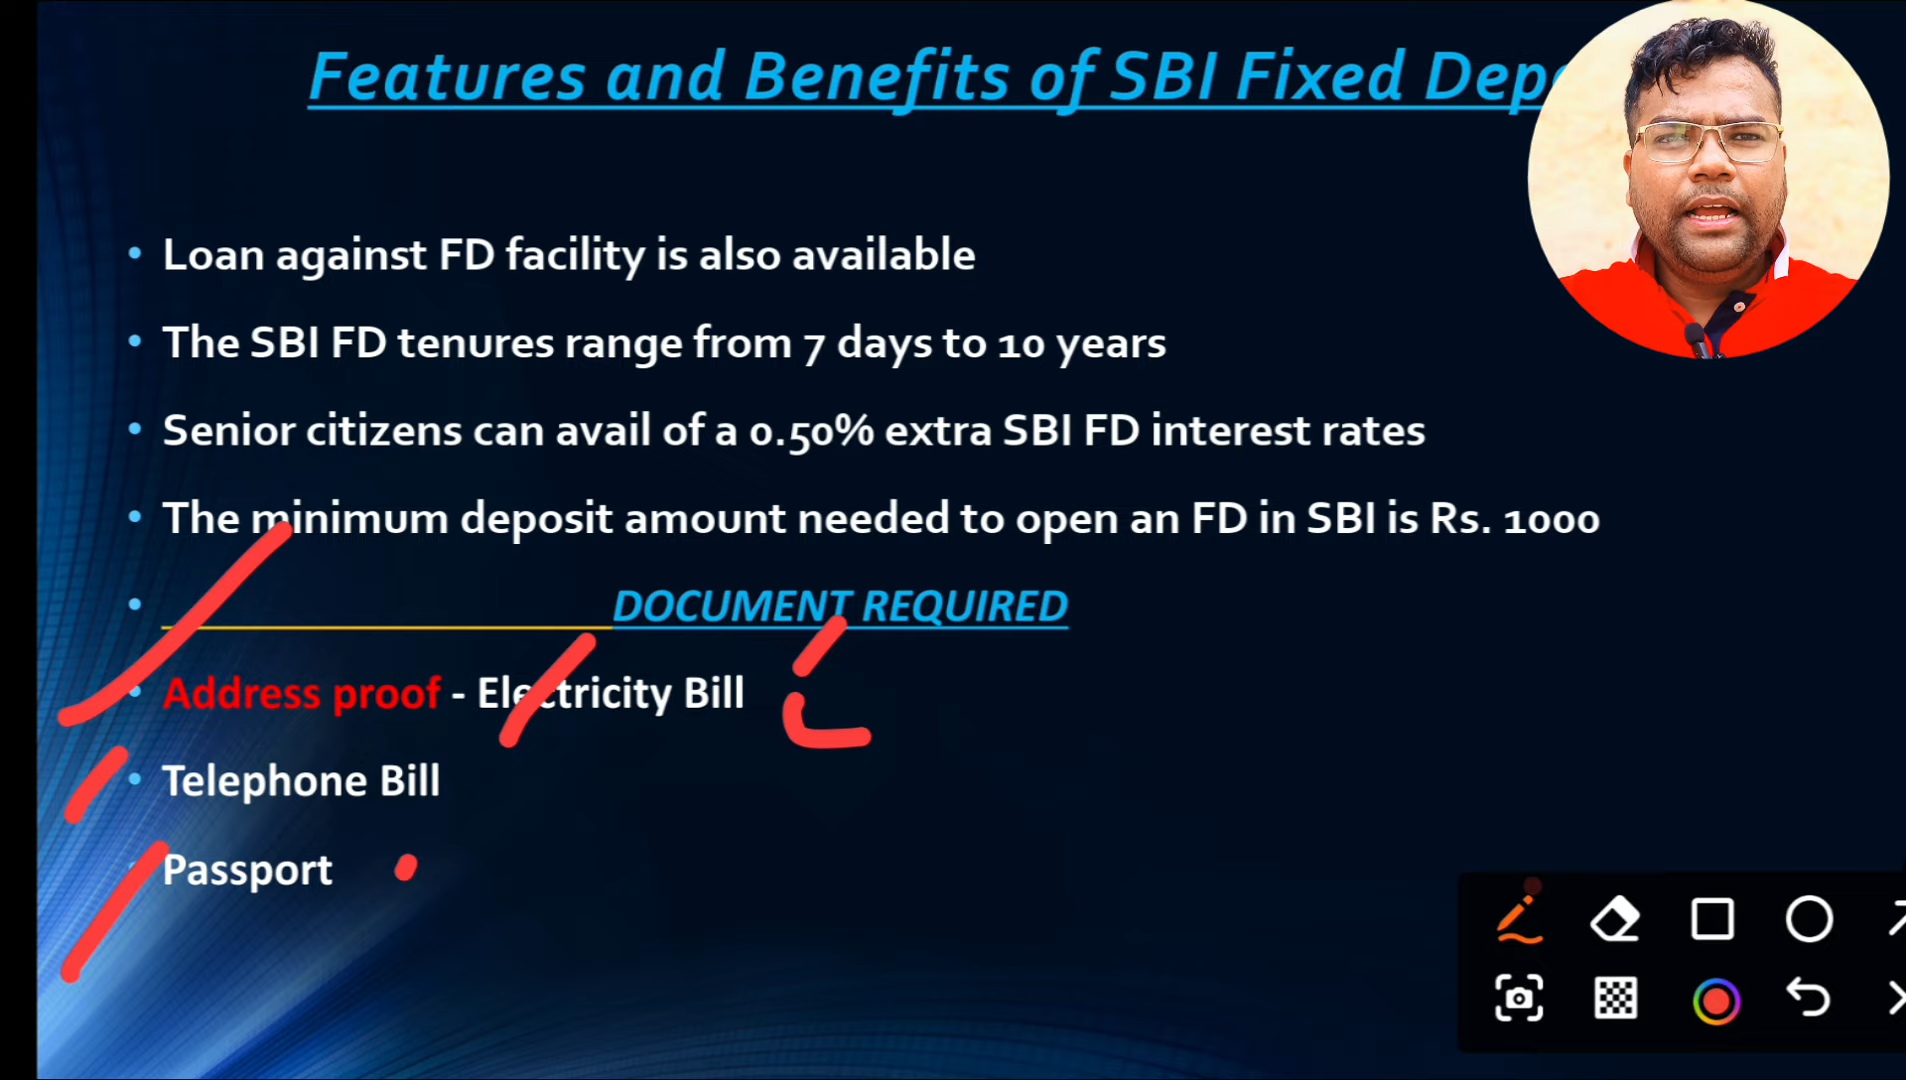 Features and Benefits of SBI Fixed Dep
• Loan against FD facility is also available
• The SBI FD tenures range from 7 days to 10 years
• Senior citizens can avail of a 0.50% extra SBI FD interest rates
• The minimum deposit amount needed to open an FD in SBI is Rs. 1000
• DOCUMENT REQUIRED
• Address proof - Electricity Bill
• Telephone Bill
• Passport